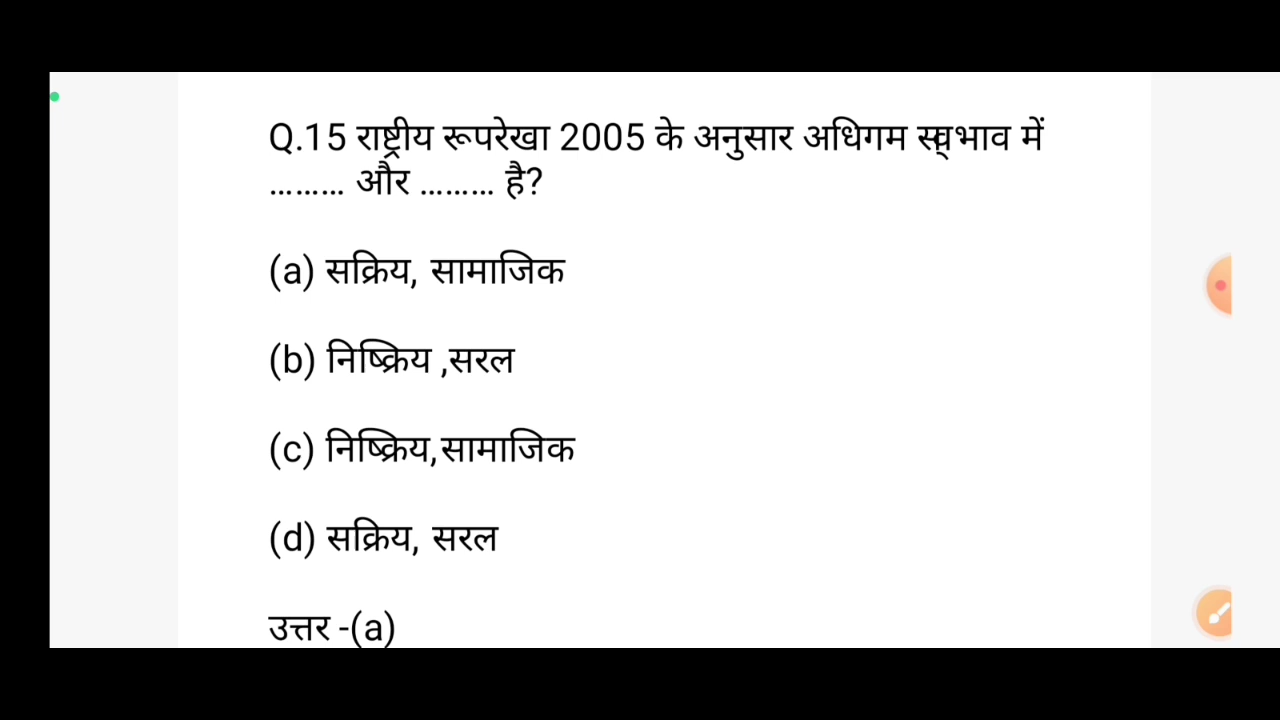 Q.15 राष्ट्रीय रूपरेखा 2005 के अनुसार अधिगम स्वभाव में
......... और ......... है?
(a) सक्रिय, सामाजिक
(b) निष्क्रिय ,सरल
(c) निष्क्रिय,सामाजिक
(d) सक्रिय, सरल
उत्तर -(a)